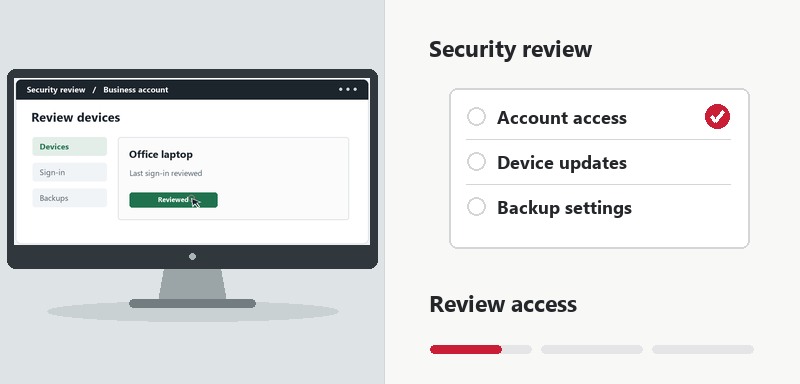 Security review / Business account
Review devices
Devices
Sign-in
Backups
Office laptop
Last sign-in reviewed
Reviewed
Security review
Account access
Device updates
Backup settings
Review access